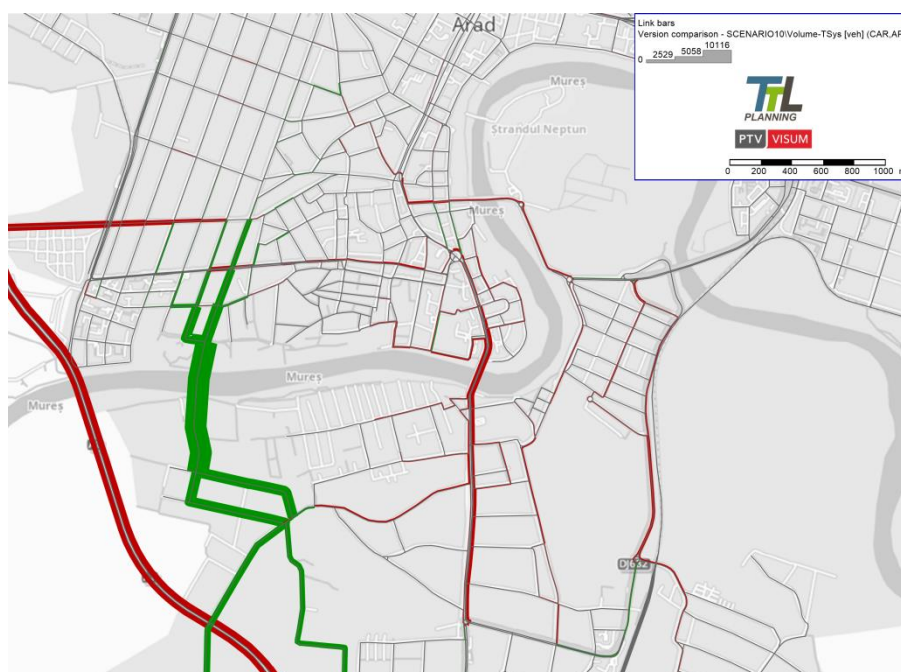 Arad
Link bars
Version comparison - SCENARIO10\Volume-TSys [veh] (CAR,AP
0 2529 5058 10116
TTL
PLANNING
PTV VISUM
0 200 400 600 800 1000
Mureș
Strandul Neptun
Mureș
Mureș
Mureș